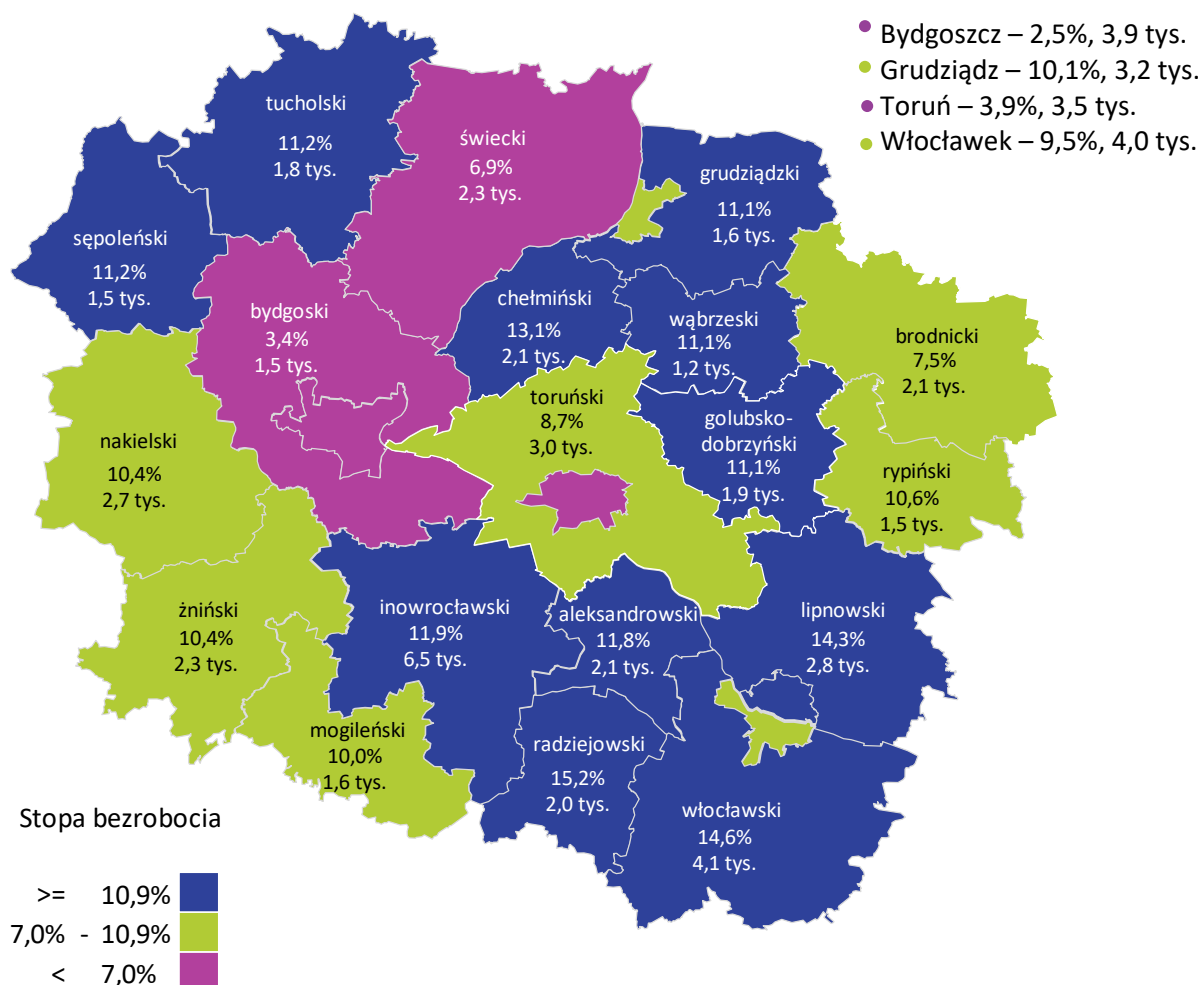 Bydgoszcz – 2,5%, 3,9 tys.
Grudziądz – 10,1%, 3,2 tys.
Toruń – 3,9%, 3,5 tys.
Włocławek – 9,5%, 4,0 tys.
tucholski
11,2%
1,8 tys.
świecki
6,9%
2,3 tys.
grudziądzki
11,1%
1,6 tys.
sępoleński
11,2%
1,5 tys.
bydgoski
3,4%
1,5 tys.
chełmiński
13,1%
2,1 tys.
wąbrzeski
11,1%
1,2 tys.
brodnicki
7,5%
2,1 tys.
nakielski
10,4%
2,7 tys.
toruński
8,7%
3,0 tys.
golubsko-
dobrzyński
11,1%
1,9 tys.
rypiński
10,6%
1,5 tys.
żniński
10,4%
2,3 tys.
inowrocławski
11,9%
6,5 tys.
aleksandrowski
11,8%
2,1 tys.
lipnowski
14,3%
2,8 tys.
mogileński
10,0%
1,6 tys.
radziejowski
15,2%
2,0 tys.
włocławski
14,6%
4,1 tys.
Stopa bezrobocia
>= 10,9%
7,0% - 10,9%
< 7,0%